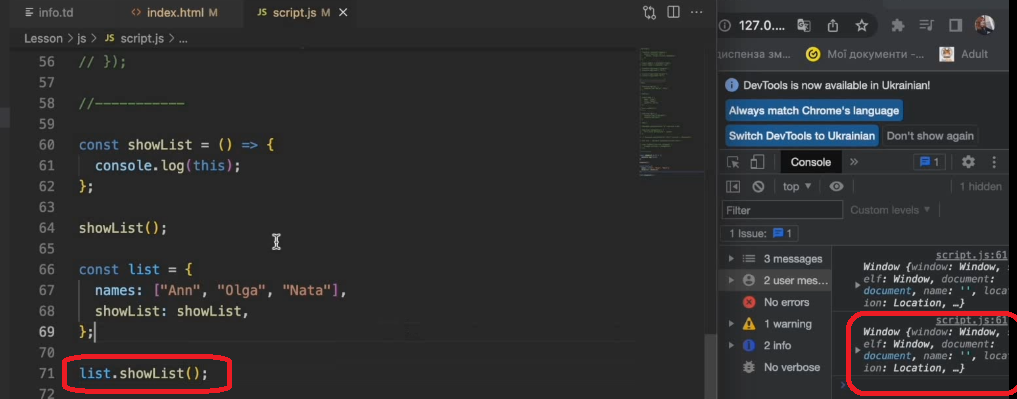 info.td
index.html M
script.js M
Lesson > js > JS script.js > ...
56 // });
57
58 //-----------
59
60 const showList = () => {
61 console.log(this);
62 };
63
64 showList();
65
66 const list = {
67 names: ["Ann", "Olga", "Nata"],
68 showList: showList,
69 };
70
71 list.showList();
72
127.0....
диспенза зм...
Мої документи -...
Adult
DevTools is now available in Ukrainian!
Always match Chrome's language
Switch DevTools to Ukrainian
Don't show again
Console
1
top
1 hidden
Filter
Custom levels
1 Issue: 1
3 messages
2 user mes...
No errors
1 warning
2 info
No verbose
script.js:61
Window {window: Window,
elf: Window, document:
document, name: '', loca
ion: Location, …}
script.js:61
Window {window: Window,
elf: Window, document:
document, name: '', loca
ion: Location, …}